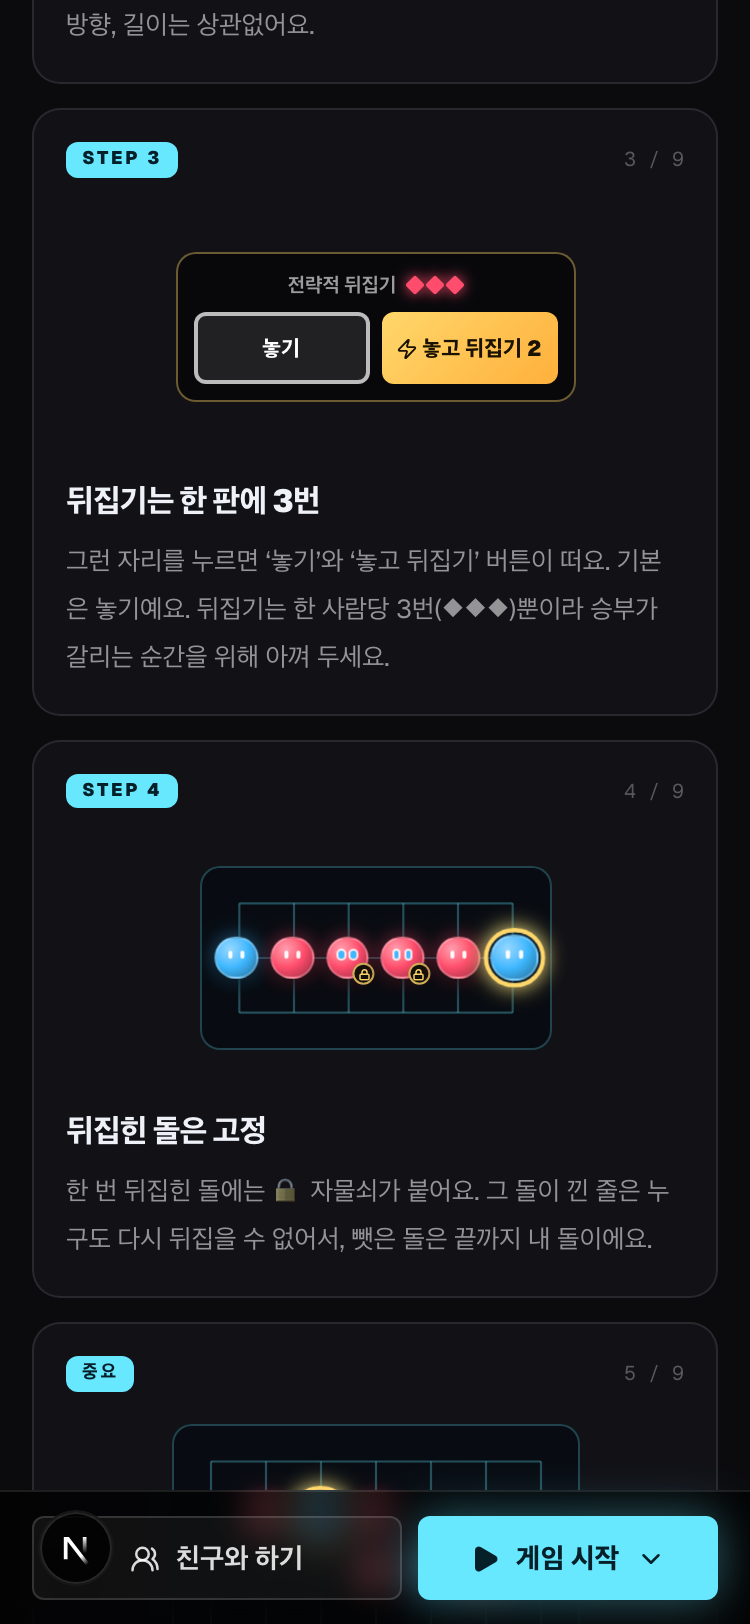 방향, 길이는 상관없어요.
STEP 3
3 / 9
전략적 뒤집기 ◆◆◆
놓기
놓고 뒤집기 2
뒤집기는 한 판에 3번
그런 자리를 누르면 ‘놓기’와 ‘놓고 뒤집기’ 버튼이 떠요. 기본
은 놓기예요. 뒤집기는 한 사람당 3번(◆◆◆)뿐이라 승부가
갈리는 순간을 위해 아껴 두세요.
STEP 4
4 / 9
뒤집힌 돌은 고정
한 번 뒤집힌 돌에는 🔒 자물쇠가 붙어요. 그 돌이 낀 줄은 누
구도 다시 뒤집을 수 없어서, 뺏은 돌은 끝까지 내 돌이에요.
중요
5 / 9
N
친구와 하기
게임 시작